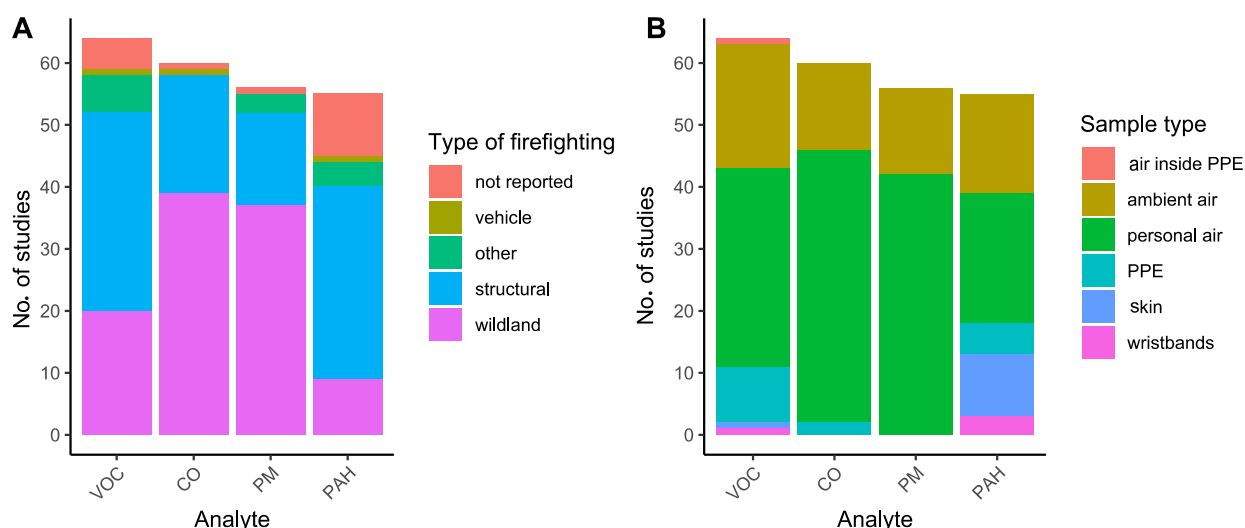 A
No. of studies
60
50
40
30
20
10
0
VOC
CO
PM
PAH
Analyte
Type of firefighting
not reported
vehicle
other
structural
wildland
B
No. of studies
60
50
40
30
20
10
0
VOC
CO
PM
PAH
Analyte
Sample type
air inside PPE
ambient air
personal air
PPE
skin
wristbands